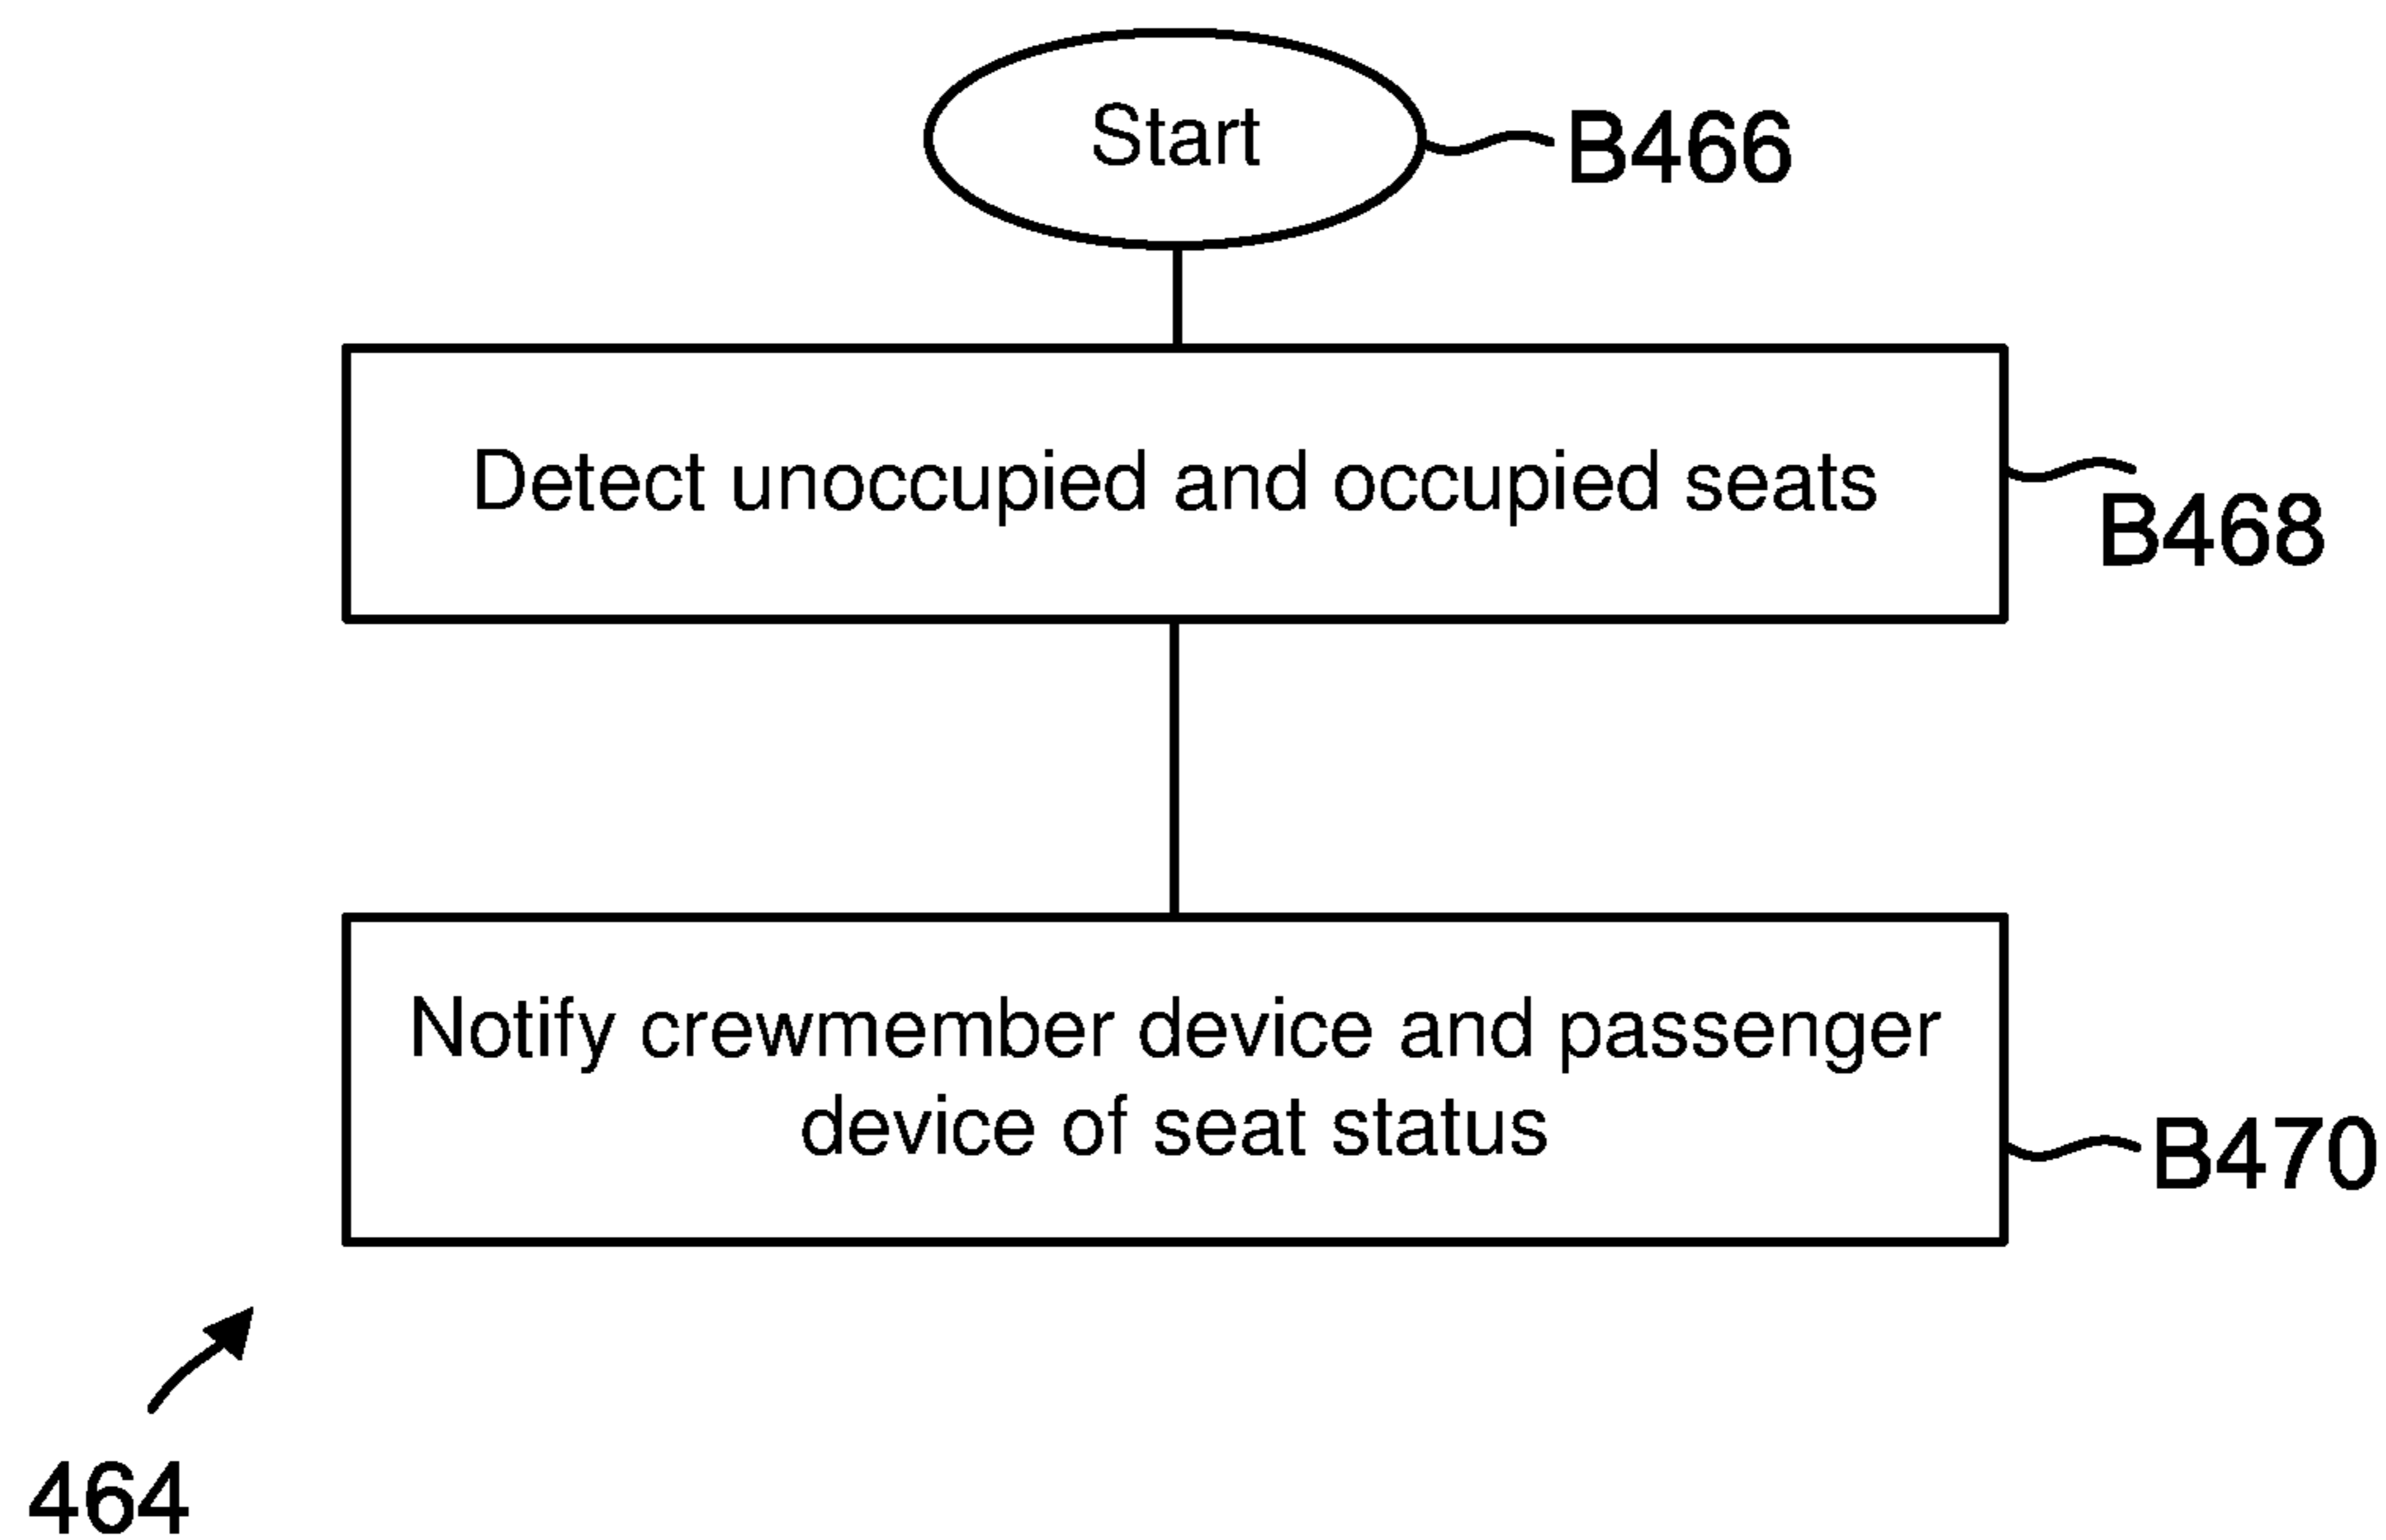 Start
B466
Detect unoccupied and occupied seats
B468
Notify crewmember device and passenger
device of seat status
B470
464